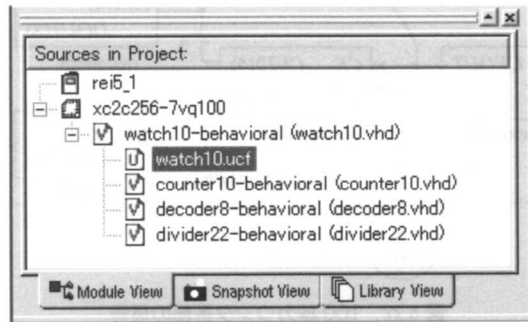 Sources in Project:
rei5_1
xc2c256-7vq100
watch10-behavioral (watch10.vhd)
watch10.ucf
counter10-behavioral (counter10.vhd)
decoder8-behavioral (decoder8.vhd)
divider22-behavioral (divider22.vhd)
Module View Snapshot View Library View